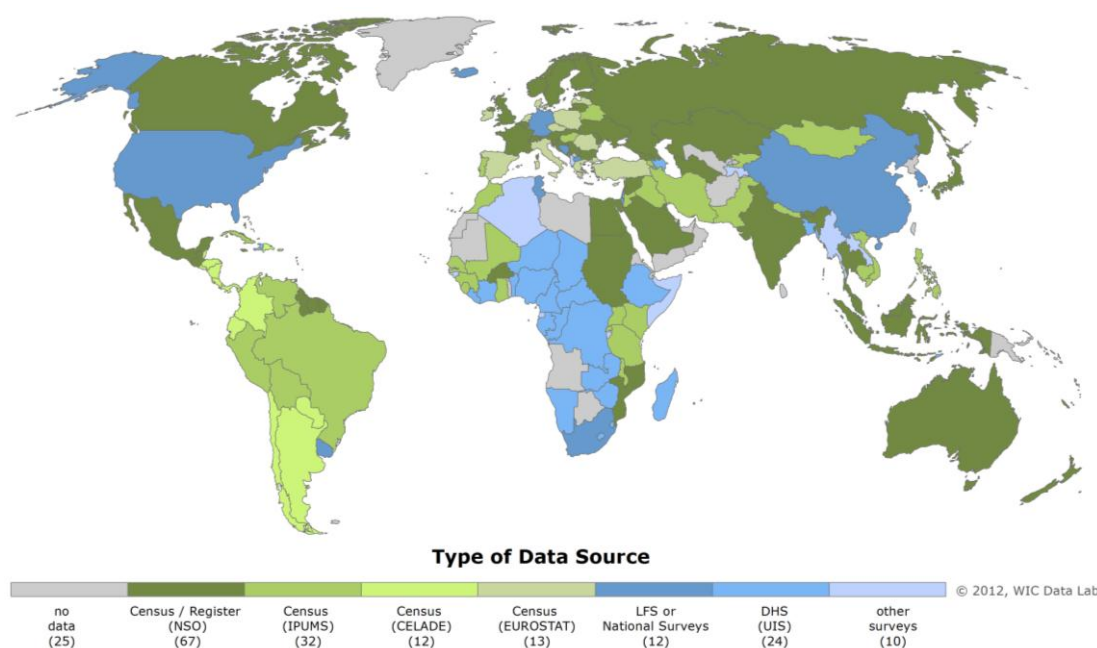 Type of Data Source
© 2012, WIC Data Lab
no
data
(25)
Census / Register
(NSO)
(67)
Census
(IPUMS)
(32)
Census
(CELADE)
(12)
Census
(EUROSTAT)
(13)
LFS or
National Surveys
(12)
DHS
(UIS)
(24)
other
surveys
(10)